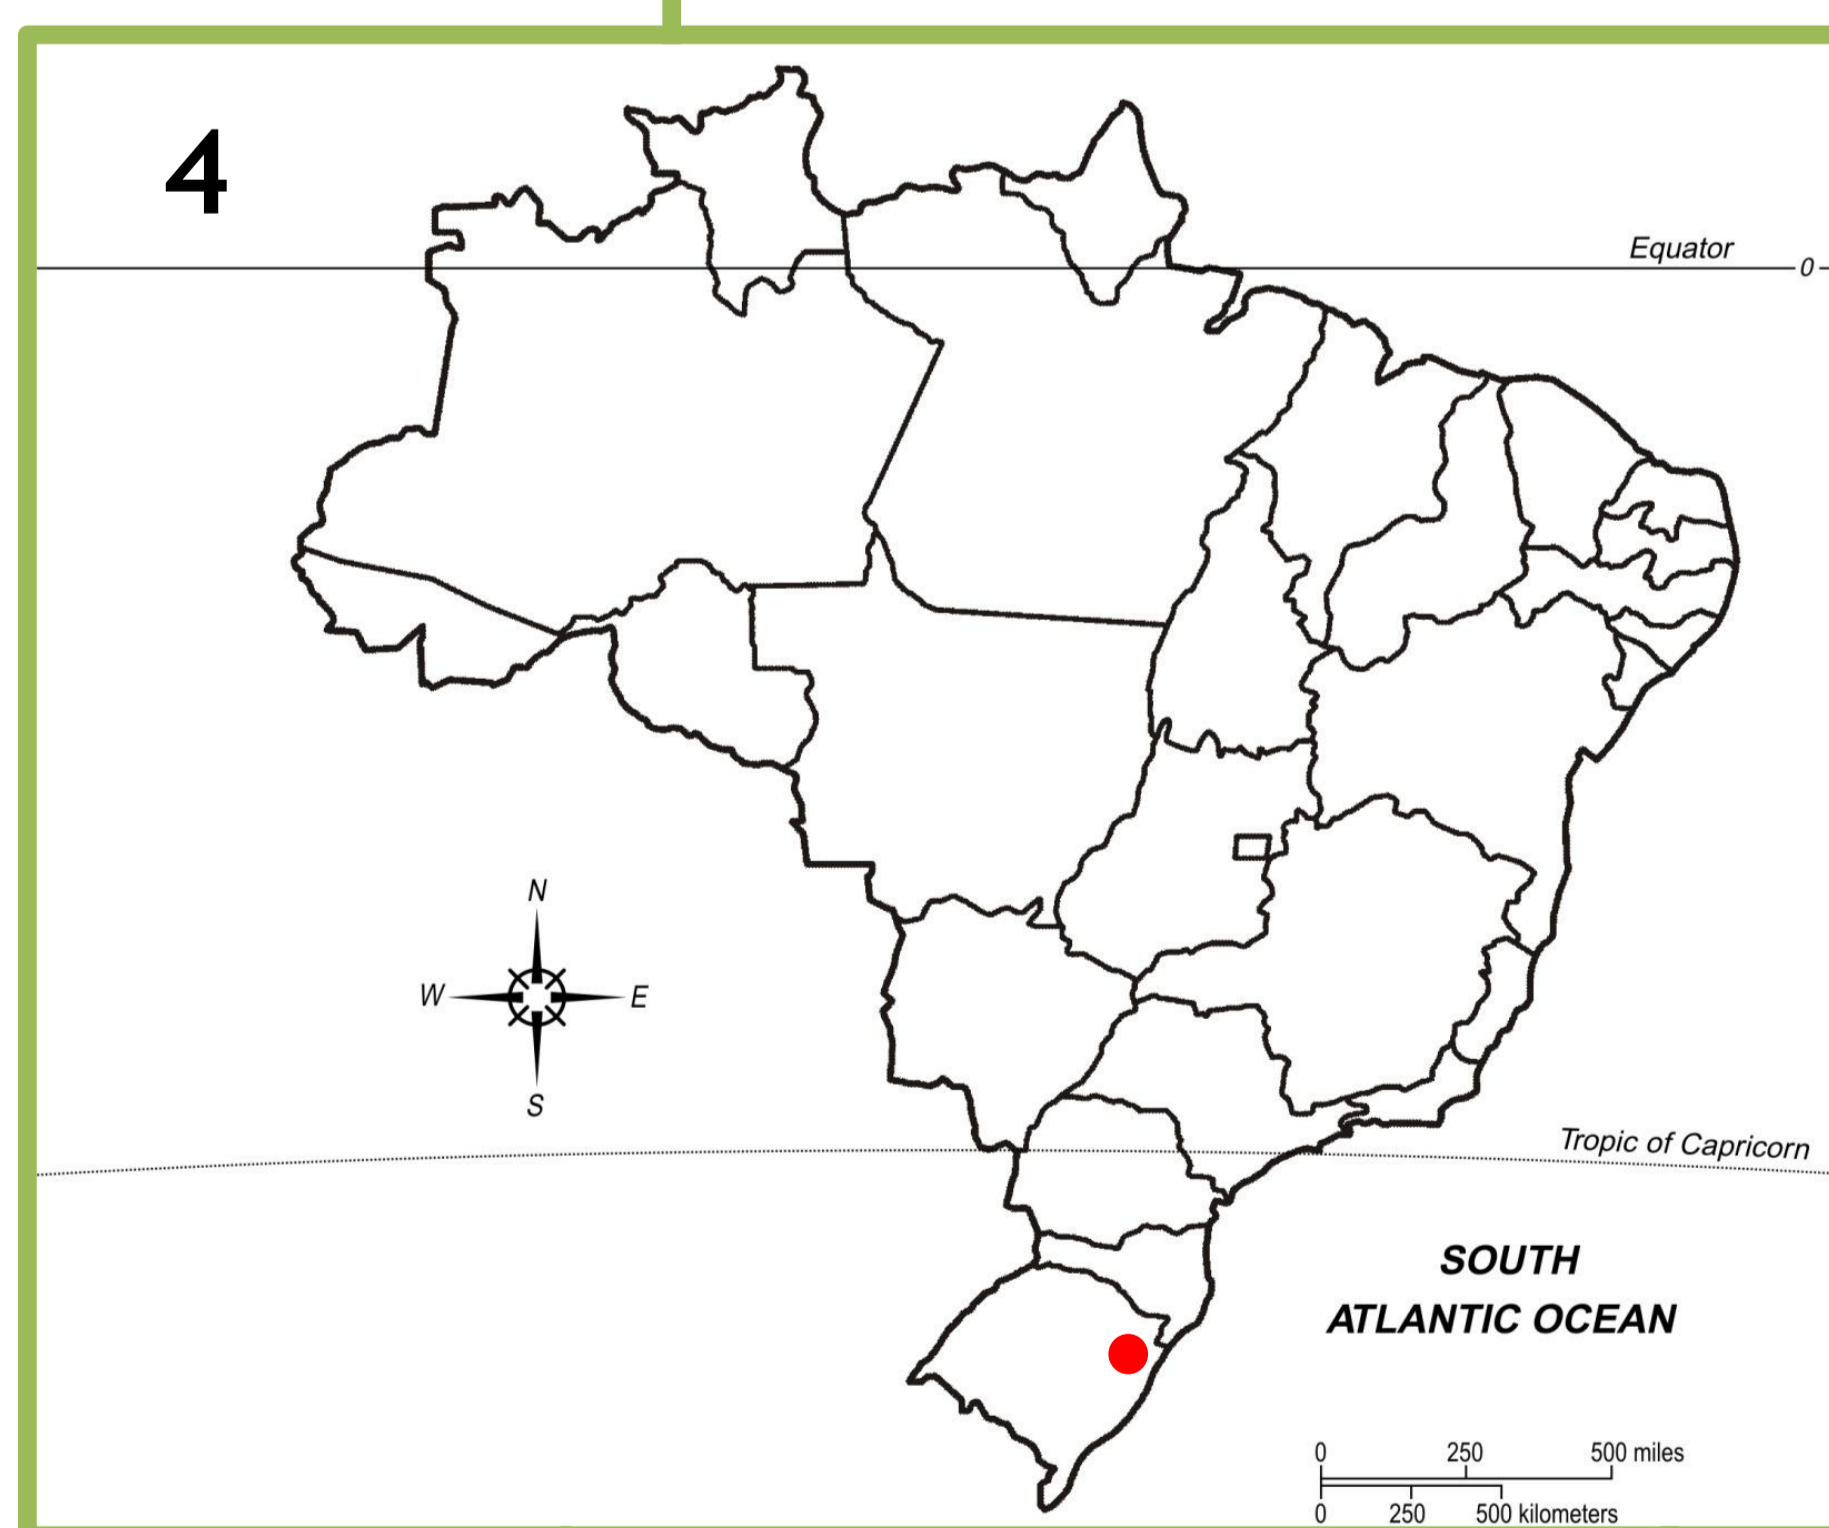 4
Equator
0
N
W E
S
Tropic of Capricorn
SOUTH
ATLANTIC OCEAN
0 250 500 miles
0 250 500 kilometers